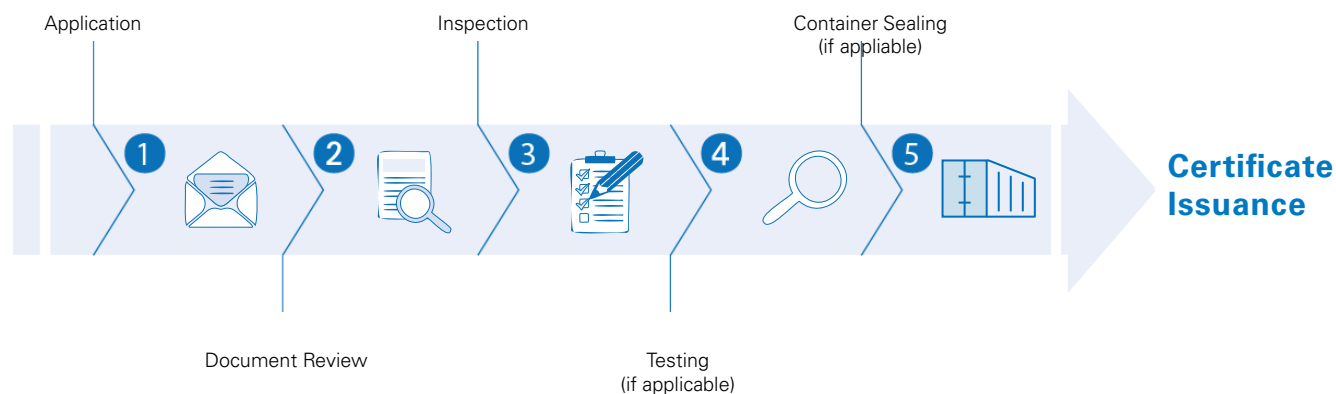 Application
Inspection
Container Sealing
(if appliable)
1
2
3
4
5
Certificate
Issuance
Document Review
Testing
(if applicable)